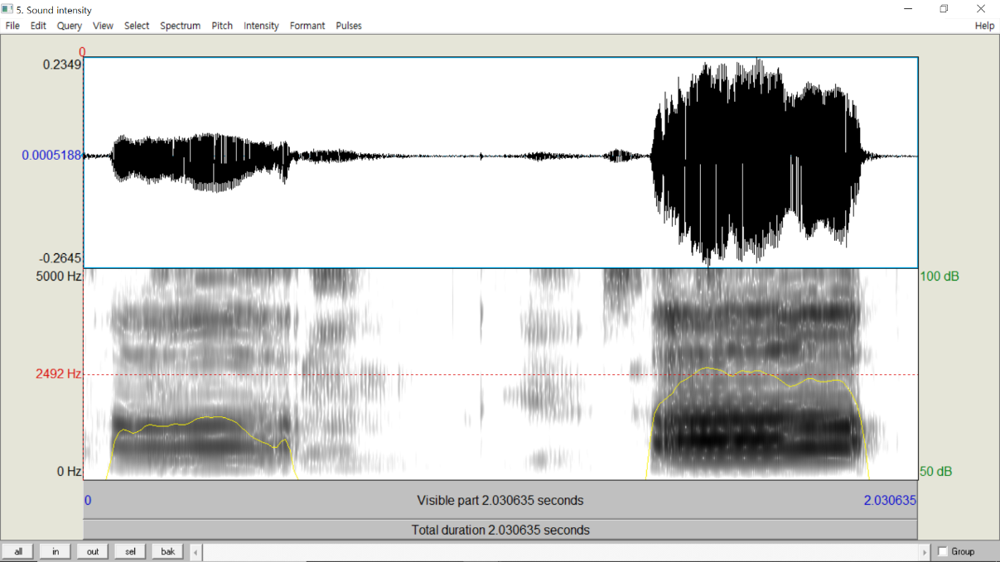 5. Sound intensity
File Edit Query View Select Spectrum Pitch Intensity Formant Pulses Help
0
0.2349
0.0005188
-0.2645
5000 Hz 100 dB
2492 Hz
0 Hz 50 dB
0 Visible part 2.030635 seconds 2.030635
Total duration 2.030635 seconds
all in out sel bak Group